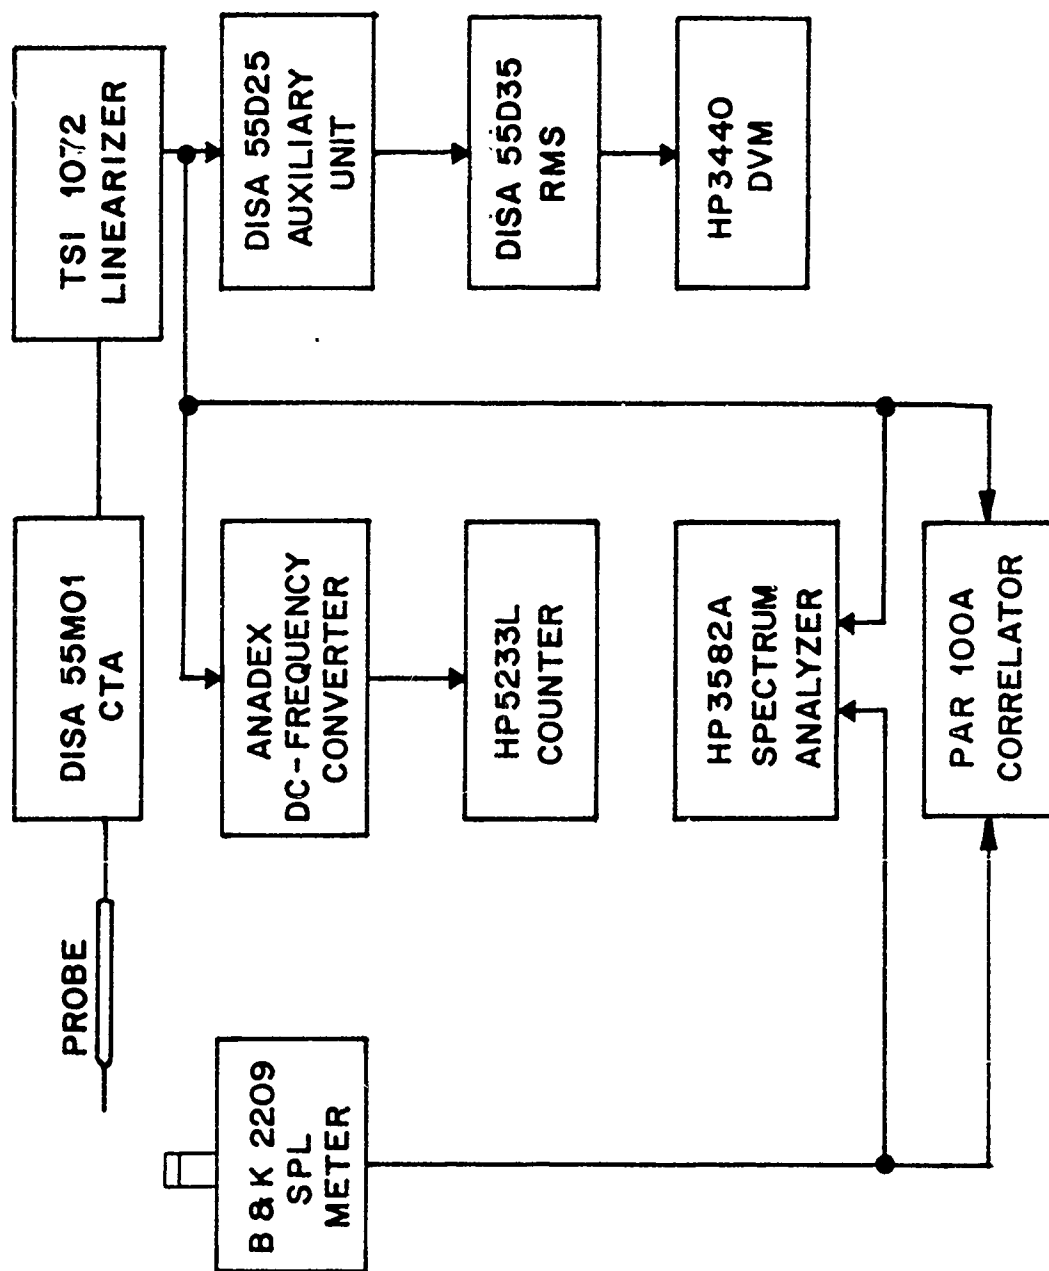 PROBE
DISA 55M01
CTA
TSI 1072
LINEARIZER
B & K 2209
SPL
METER
ANADEX
DC-FREQUENCY
CONVERTER
DISA 55D25
AUXILIARY
UNIT
HP5233L
COUNTER
DISA 55D35
RMS
HP3582A
SPECTRUM
ANALYZER
HP3440
DVM
PAR 100A
CORRELATOR